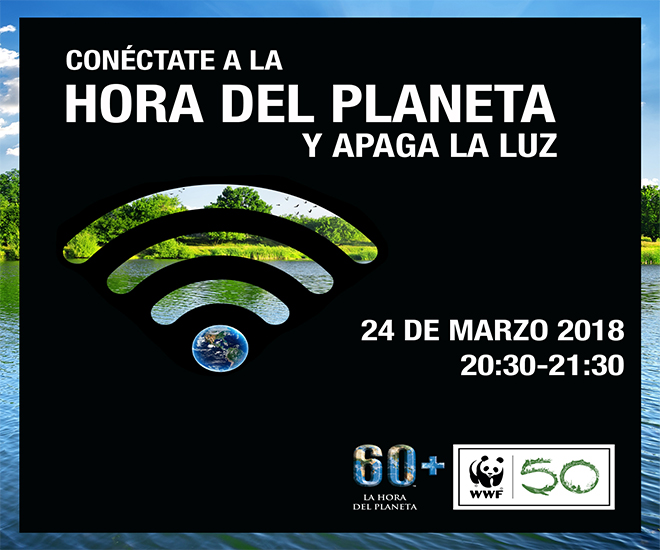 CONÉCTATE A LA
HORA DEL PLANETA
Y APAGA LA LUZ
24 DE MARZO 2018
20:30-21:30
60+
LA HORA
DEL PLANETA
WWF
50